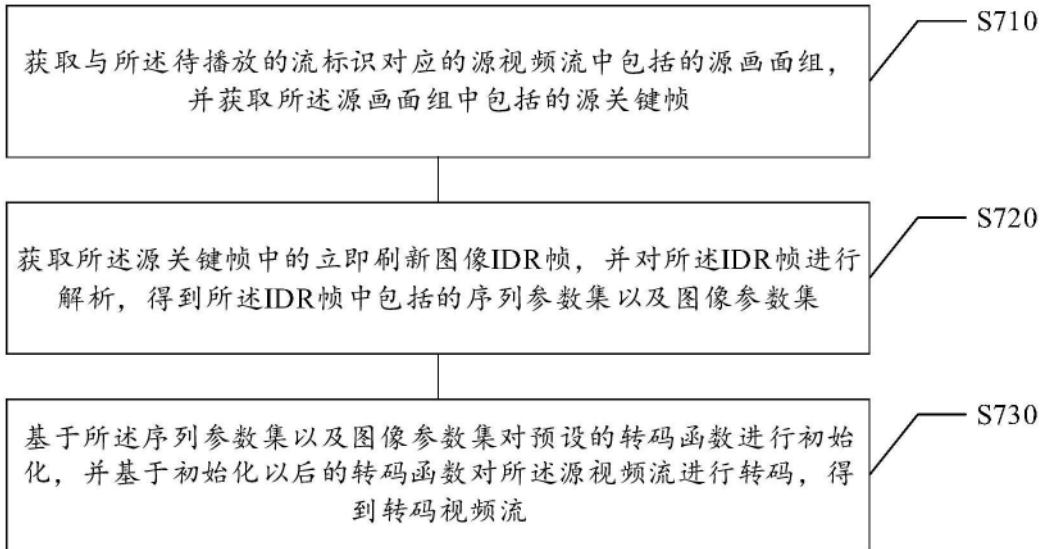 获取与所述待播放的流标识对应的源视频流中包括的源画面组，
并获取所述源画面组中包括的源关键帧
S710
获取所述源关键帧中的立即刷新图像IDR帧，并对所述IDR帧进行
解析，得到所述IDR帧中包括的序列参数集以及图像参数集
S720
基于所述序列参数集以及图像参数集对预设的转码函数进行初始
化，并基于初始化以后的转码函数对所述源视频流进行转码，得
到转码视频流
S730